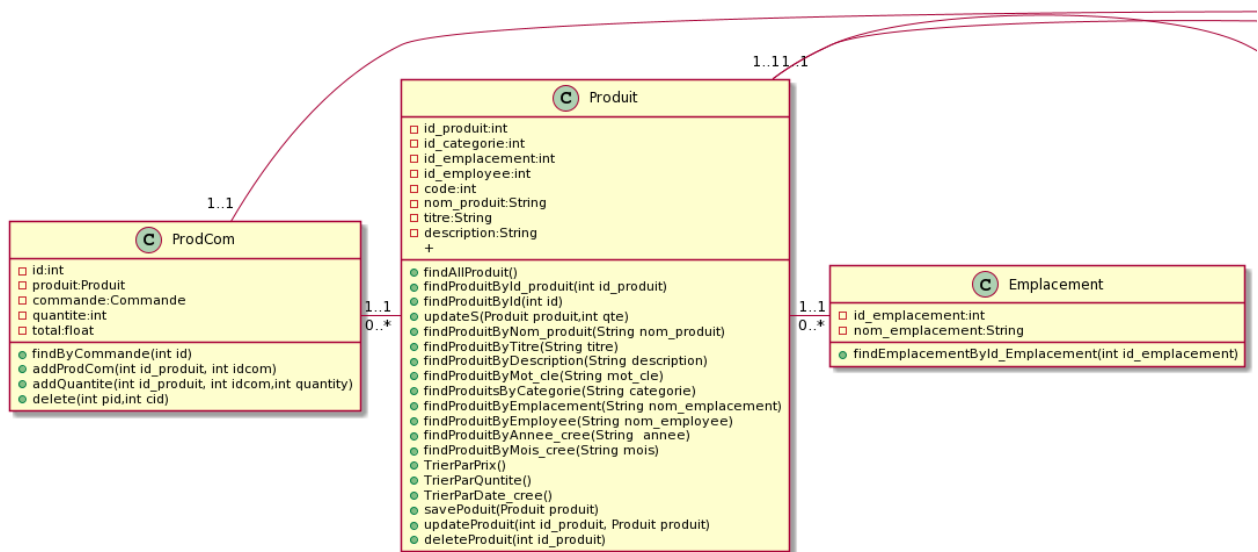 1..11..1
C Produit
id_produit:int
id_categorie:int
id_emplacement:int
id_employee:int
code:int
nom_produit:String
titre:String
description:String
+
findAllProduit()
findProduitById_produit(int id_produit)
findProduitById(int id)
updateS(Produit produit,int qte)
findProduitByNom_produit(String nom_produit)
findProduitByTitre(String titre)
findProduitByDescription(String description)
findProduitByMot_cle(String mot_cle)
findProduitsByCategorie(String categorie)
findProduitByEmplacement(String nom_emplacement)
findProduitByEmployee(String nom_employee)
findProduitByAnnee_cree(String  annee)
findProduitByMois_cree(String mois)
TrierParPrix()
TrierParQuntite()
TrierParDate_cree()
savePoduit(Produit produit)
updateProduit(int id_produit, Produit produit)
deleteProduit(int id_produit)
1..1
C ProdCom
id:int
produit:Produit
commande:Commande
quantite:int
total:float
findByCommande(int id)
addProdCom(int id_produit, int idcom)
addQuantite(int id_produit, int idcom,int quantity)
delete(int pid,int cid)
1..1
0..*
1..1
0..*
C Emplacement
id_emplacement:int
nom_emplacement:String
findEmplacementById_Emplacement(int id_emplacement)